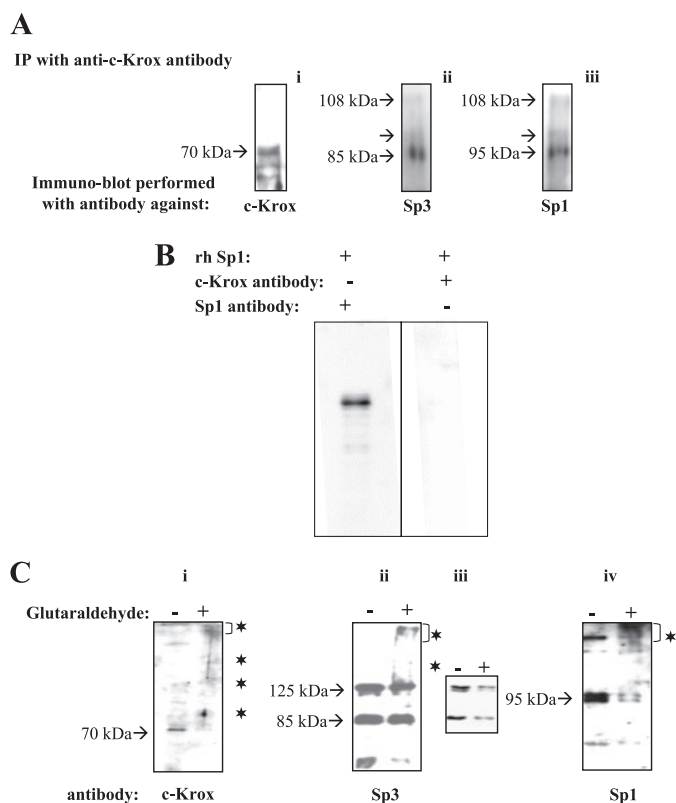 A
IP with anti-c-Krox antibody
i ii iii
108 kDa→ 108 kDa→
70 kDa→ → →
85 kDa→ 95 kDa→
Immuno-blot performed
with antibody against: c-Krox Sp3 Sp1
B rh Sp1: + +
c-Krox antibody: - +
Sp1 antibody: + -
C i ii iii iv
Glutaraldehyde: - + - + - + - +
125 kDa→
85 kDa→
95 kDa→
70 kDa→
antibody: c-Krox Sp3 Sp1